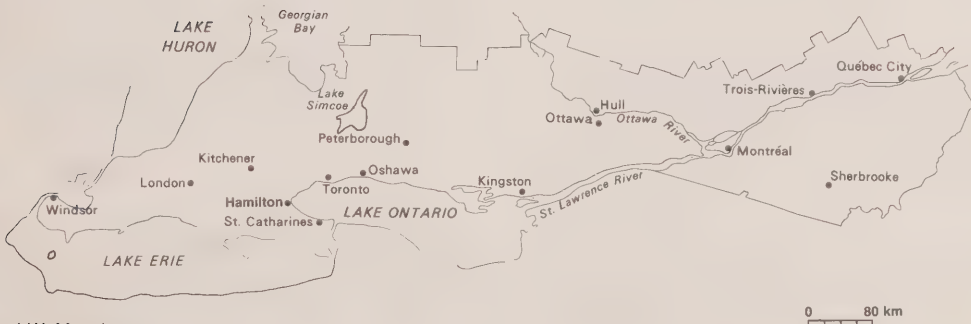 LAKE
HURON
Georgian
Bay
Lake
Simcoe
Peterborough
Kitchener
London
Windsor
Hamilton
St. Catharines
Toronto
Oshawa
LAKE ONTARIO
LAKE ERIE
Kingston
St. Lawrence River
Hull
Ottawa
Ottawa
River
Montréal
Trois-Rivières
Québec City
Sherbrooke
0 80 km